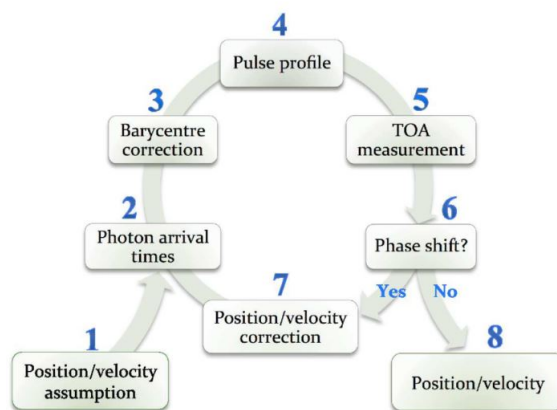 4
Pulse profile
3
Barycentre
correction
5
TOA
measurement
2
Photon arrival
times
6
Phase shift?
Yes No
7
Position/velocity
correction
1
Position/velocity
assumption
8
Position/velocity